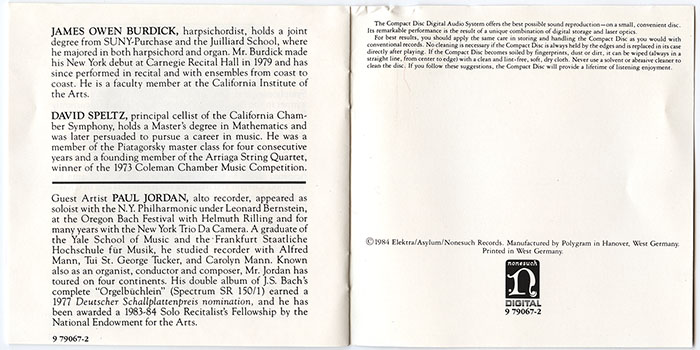 JAMES OWEN BURDICK, harpsichordist, holds a joint
degree from SUNY-Purchase and the Juilliard School, where
he majored in both harpsichord and organ. Mr. Burdick made
his New York debut at Carnegie Recital Hall in 1979 and has
since performed in recital and with ensembles from coast to
coast. He is a faculty member at the California Institute of
the Arts.
DAVID SPELTZ, principal cellist of the California Cham-
ber Symphony, holds a Master's degree in Mathematics and
was later persuaded to pursue a career in music. He was a
member of the Piatagorsky master class for four consecutive
years and a founding member of the Arriaga String Quartet,
winner of the 1973 Coleman Chamber Music Competition.
Guest Artist PAUL JORDAN, alto recorder, appeared as
soloist with the N.Y. Philharmonic under Leonard Bernstein,
at the Oregon Bach Festival with Helmuth Rilling and for
many years with the New York Trio Da Camera. A graduate of
the Yale School of Music and the Frankfurt Staatliche
Hochschule für Musik, he studied recorder with Alfred
Mann, Tui St. George Tucker, and Carolyn Mann. Known
also as an organist, conductor and composer, Mr. Jordan has
toured on four continents. His double album of J.S. Bach's
complete "Orgelbüchlein" (Spectrum SR 150/1) earned a
1977 Deutscher Schallplattenpreis nomination, and he has
been awarded a 1983-84 Solo Recitalist's Fellowship by the
National Endowment for the Arts.
9 79067-2
The Compact Disc Digital Audio System offers the best possible sound reproduction—on a small, convenient disc.
Its remarkable performance is the result of a unique combination of digital storage and laser optics.
For best results, you should apply the same care in storing and handling the Compact Disc as you would with
conventional records. No cleaning is necessary if the Compact Disc is always held by the edges and is replaced in its case
directly after playing. If the Compact Disc becomes soiled by fingerprints, dust or dirt, it can be wiped (always in a
straight line, from center to edge) with a clean and lint-free, soft, dry cloth. Never use a solvent or abrasive cleaner to
clean the disc. If you follow these suggestions, the Compact Disc will provide a lifetime of listening enjoyment.
©1984 Elektra/Asylum/Nonesuch Records. Manufactured by Polygram in Hanover, West Germany.
Printed in West Germany.
nonesuch
n
DIGITAL
9 79067-2